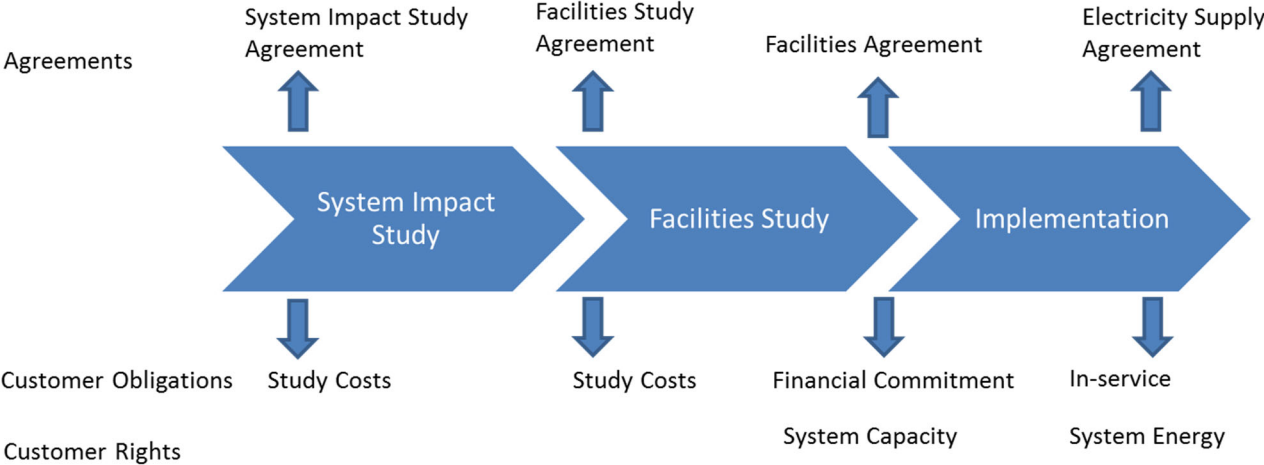 System Impact Study
Agreement
Facilities Study
Agreement
Facilities Agreement
Electricity Supply
Agreement
Agreements
System Impact
Study
Facilities Study
Implementation
Customer Obligations
Study Costs
Study Costs
Financial Commitment
In-service
System Capacity
System Energy
Customer Rights